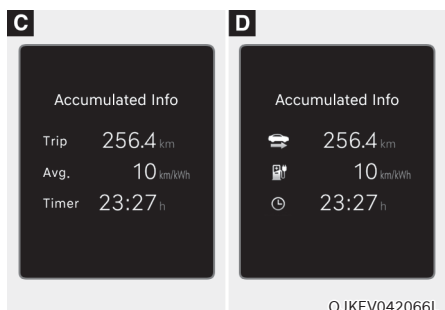 C
Accumulated Info
Trip 256.4 km
Avg. 10 km/kWh
Timer 23:27 h
D
Accumulated Info
256.4 km
10 km/kWh
23:27 h